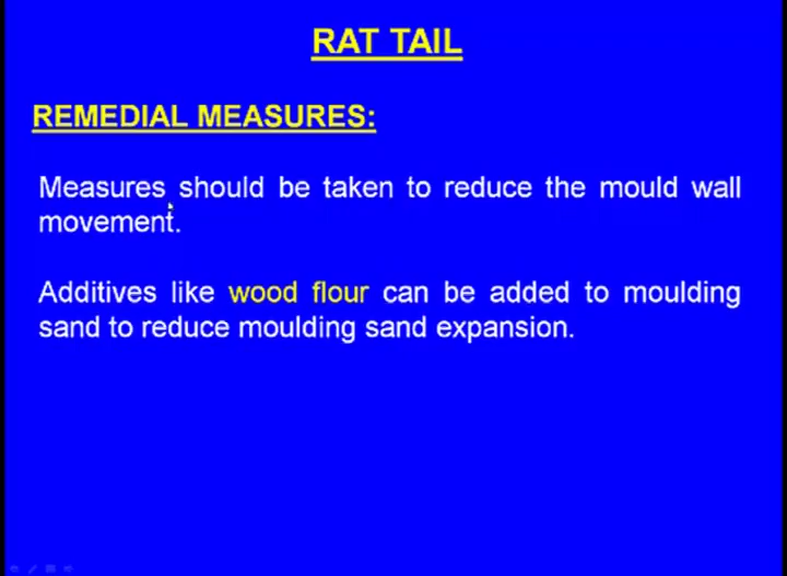 RAT TAIL
REMEDIAL MEASURES:
Measures should be taken to reduce the mould wall
movement.
Additives like wood flour can be added to moulding
sand to reduce moulding sand expansion.